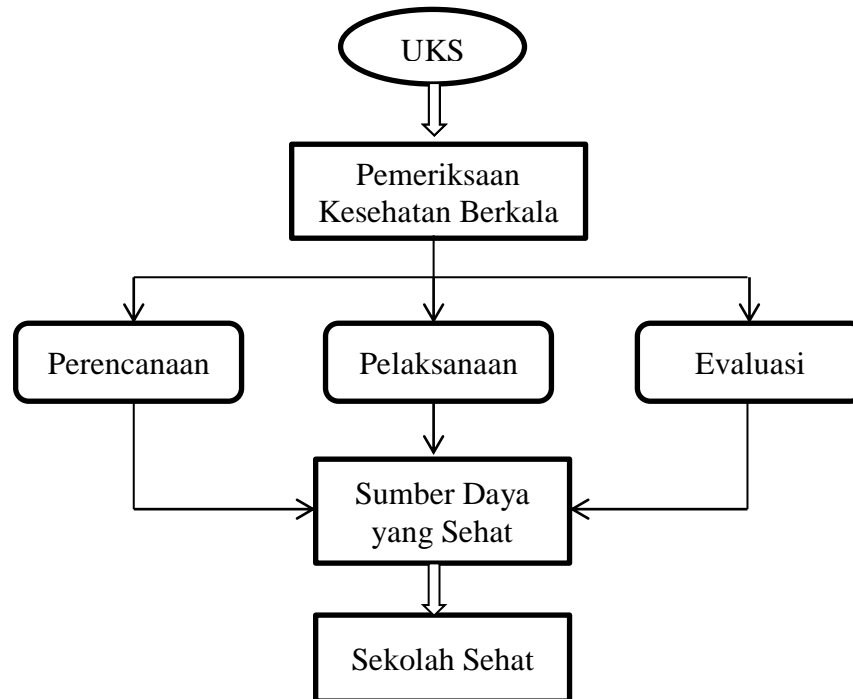 UKS
Pemeriksaan
Kesehatan Berkala
Perencanaan
Pelaksanaan
Evaluasi
Sumber Daya
yang Sehat
Sekolah Sehat